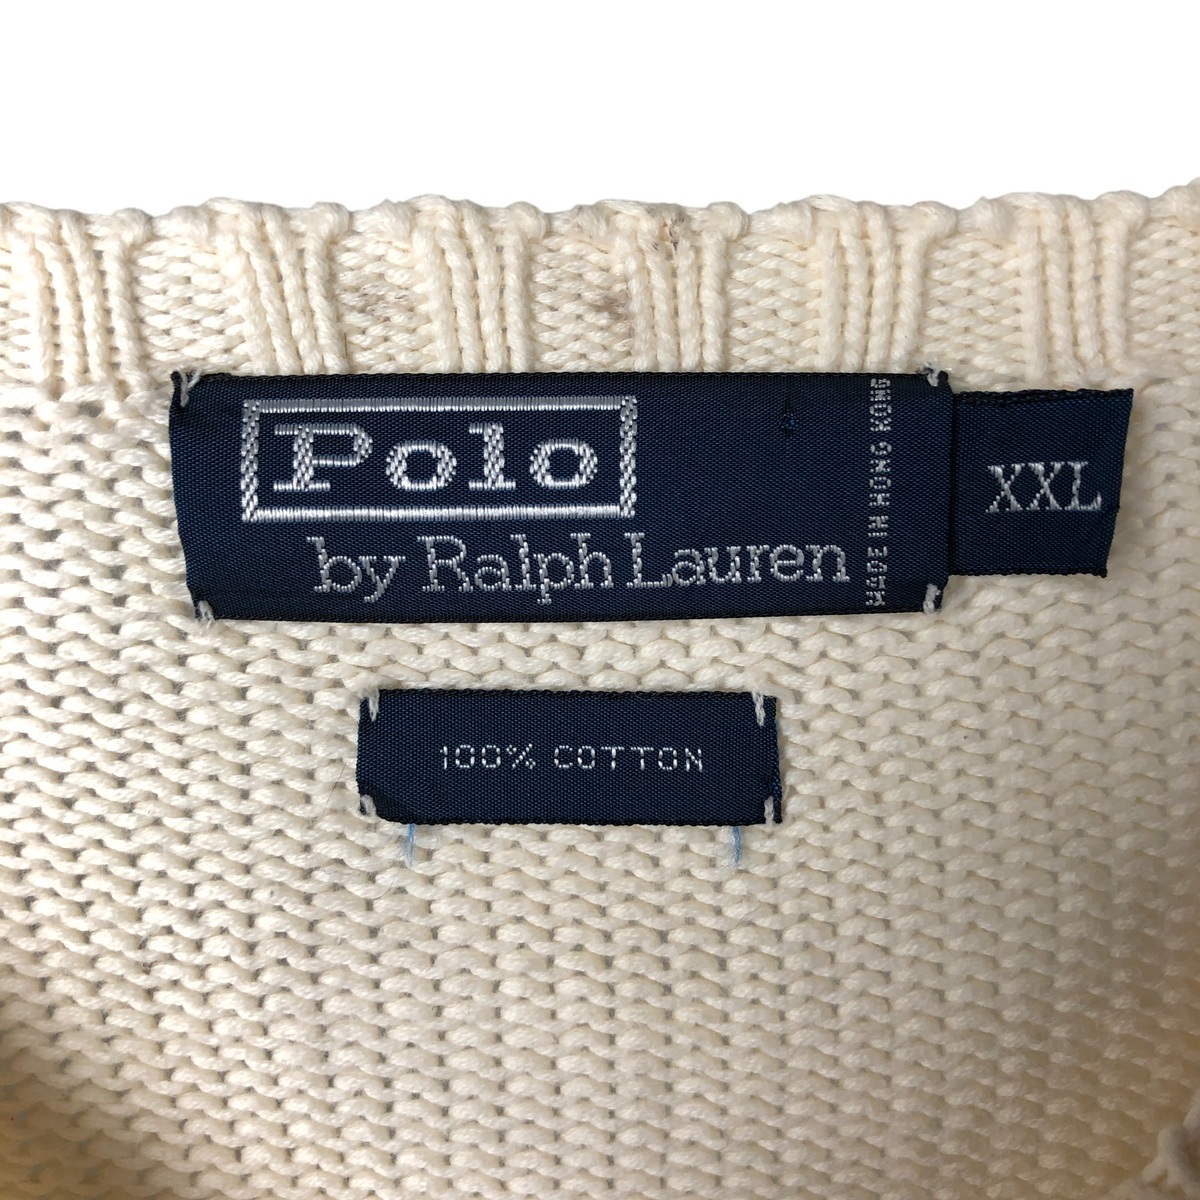 Polo
by Ralph Lauren
MADE IN HONG KONG
XXL
100% COTTON